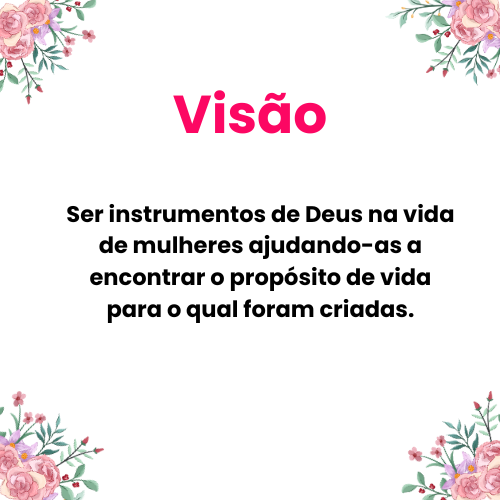 Visão
Ser instrumentos de Deus na vida
de mulheres ajudando-as a
encontrar o propósito de vida
para o qual foram criadas.